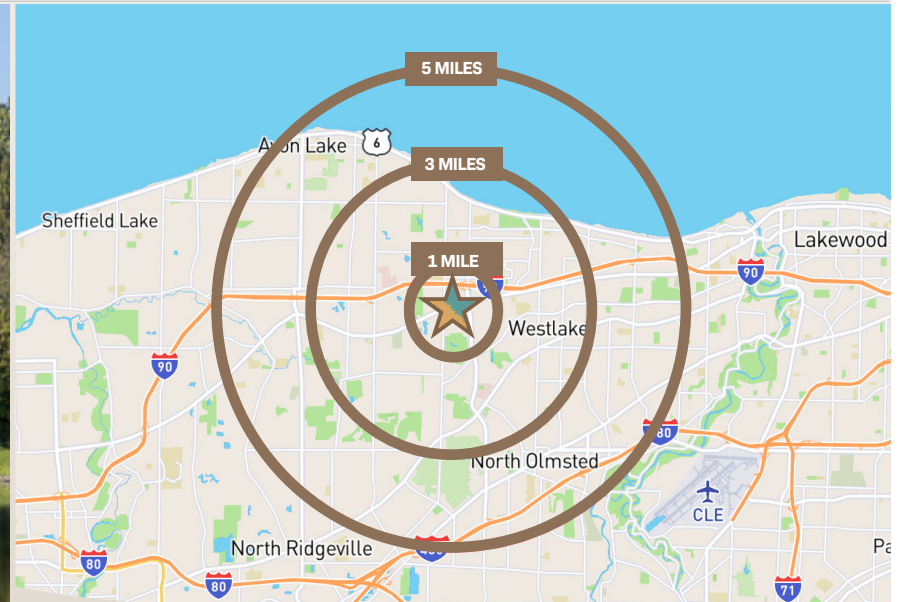 5 MILES
Avon Lake
6
3 MILES
Sheffield Lake
1 MILE
Lakewood
90
Westlake
90
80
North Olmsted
CLE
North Ridgeville
480
80
80
71